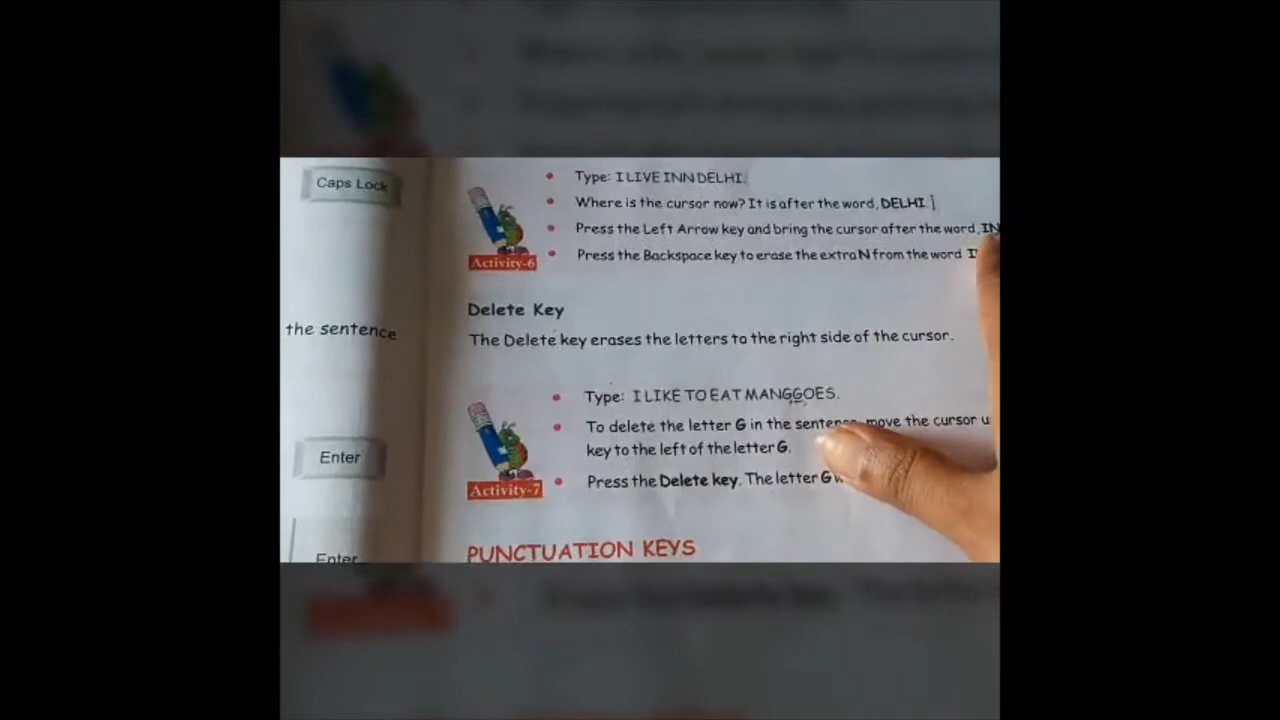 Caps Lock
the sentence
Enter
Enter
Type: I LIVE INN DELHI.
Where is the cursor now? It is after the word, DELHI.
Press the Left Arrow key and bring the cursor after the word, IN
Press the Backspace key to erase the extra N from the word
Activity-6
Delete Key
The Delete key erases the letters to the right side of the cursor.
Type: I LIKE TO EAT MANGGOES.
To delete the letter G in the sentence, move the cursor
key to the left of the letter G.
Press the Delete key. The letter G
Activity-7
PUNCTUATION KEYS